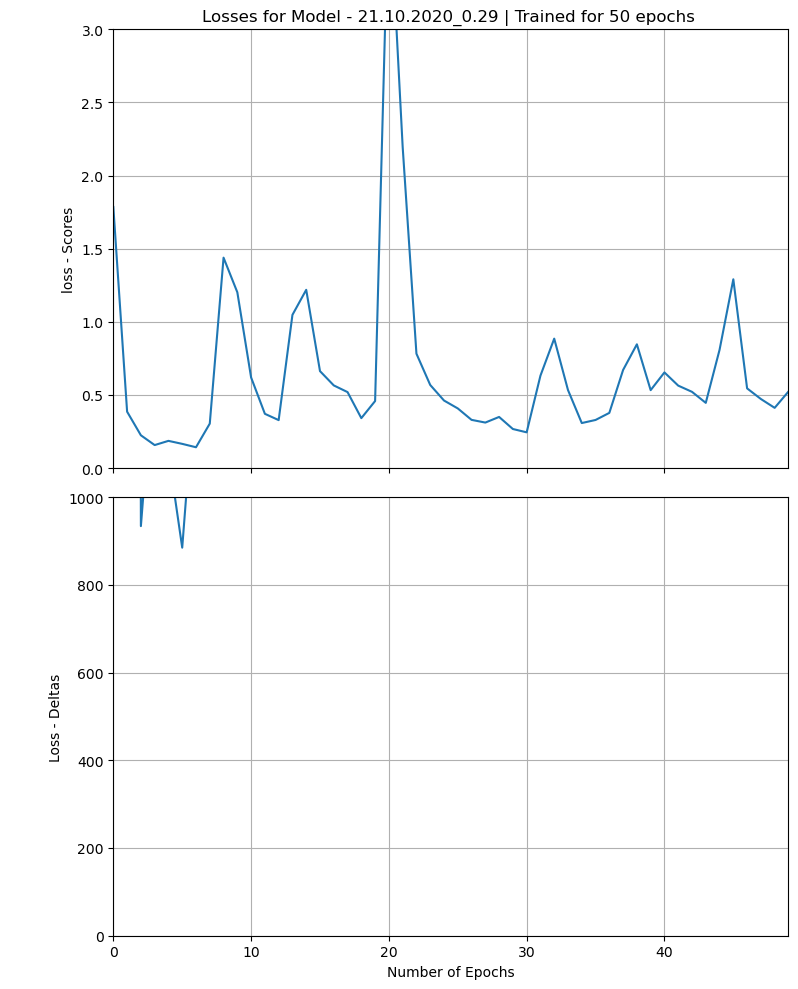 Losses for Model - 21.10.2020_0.29 | Trained for 50 epochs
3.0
2.5
2.0
1.5
1.0
0.5
0.0
loss - Scores
1000
800
600
400
200
0
Loss - Deltas
0 10 20 30 40
Number of Epochs